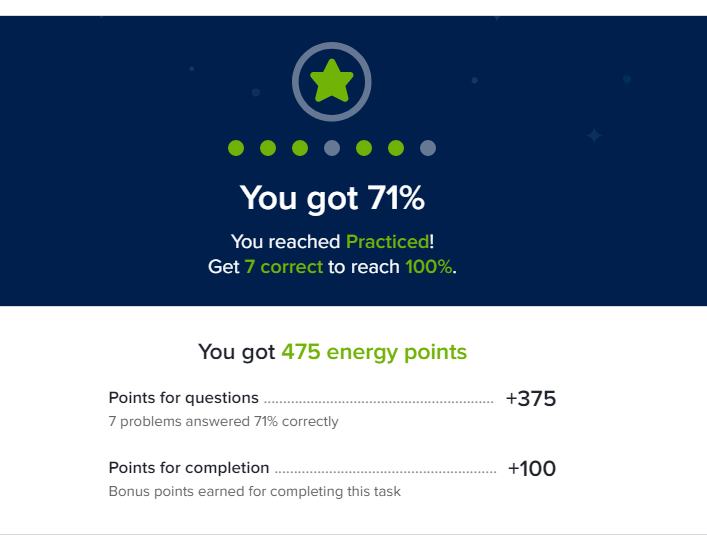 You got 71%
You reached Practiced!
Get 7 correct to reach 100%.
You got 475 energy points
Points for questions ........................................................ +375
7 problems answered 71% correctly
Points for completion ...................................................... +100
Bonus points earned for completing this task